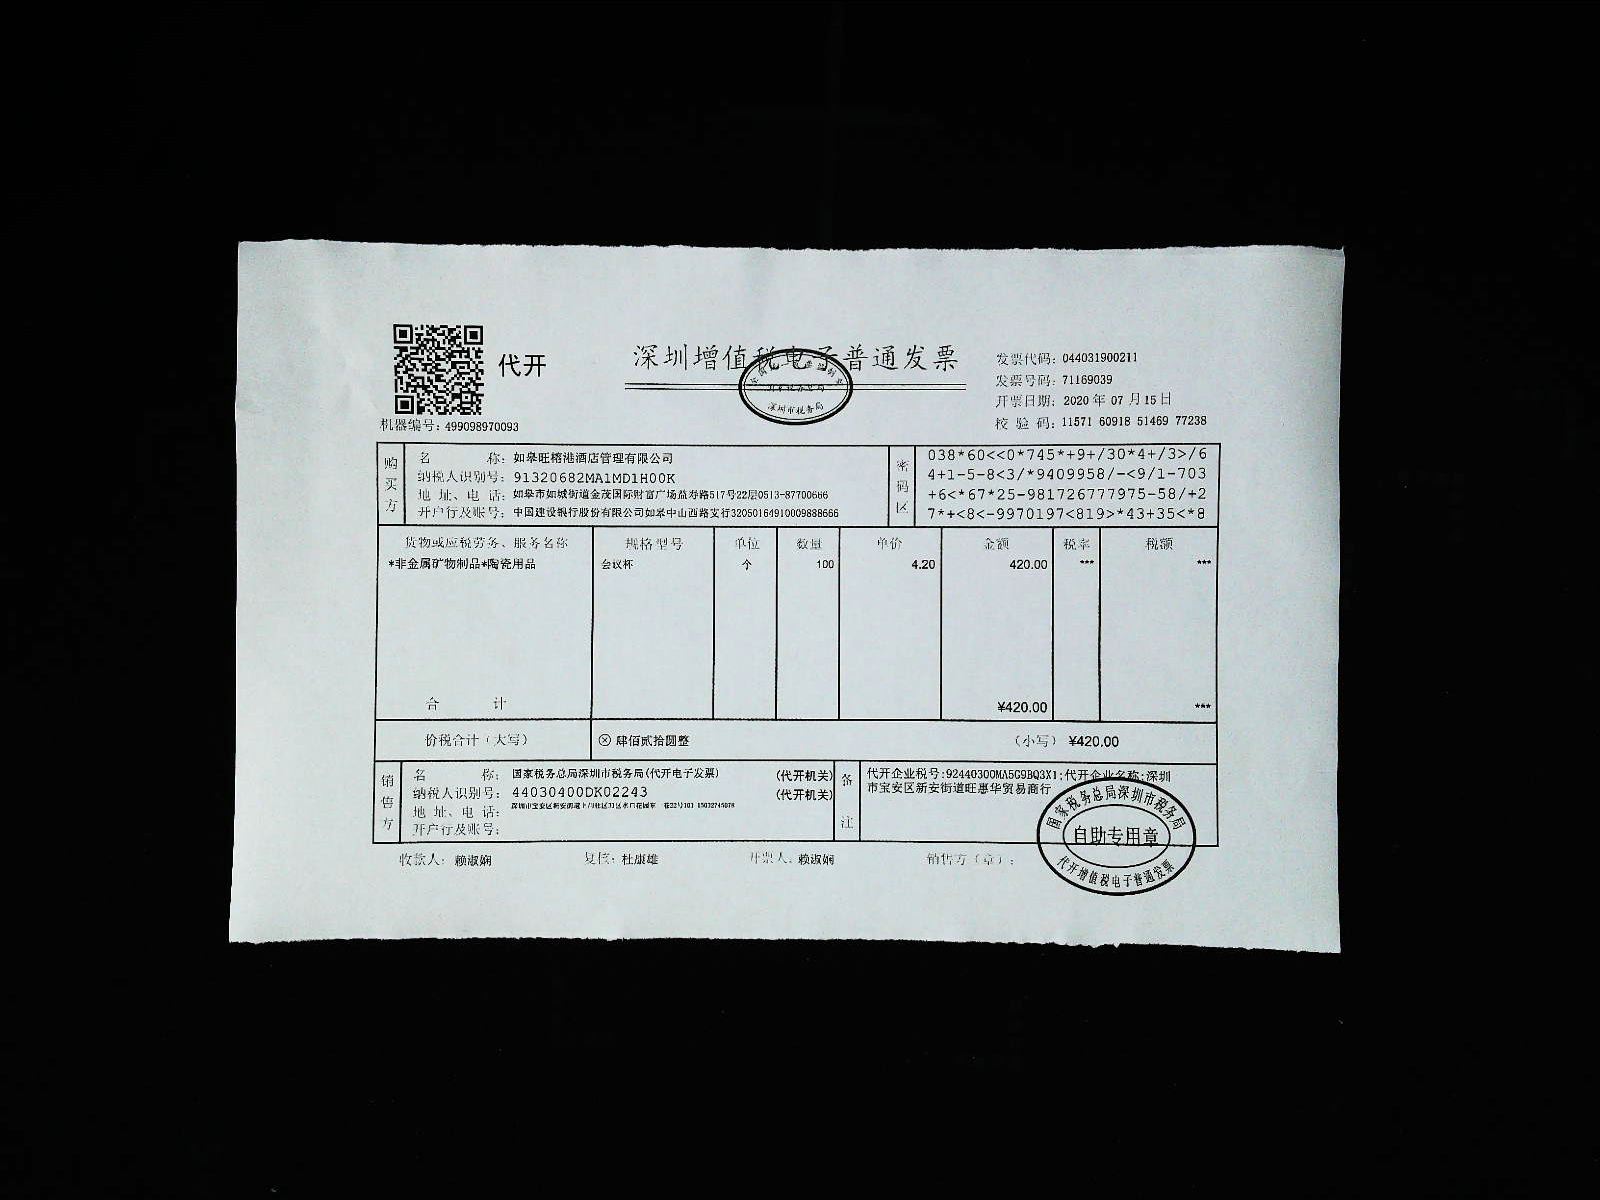 代开
深圳增值税电子普通发票
深圳市税务局
发票代码: 044031900211
发票号码: 71169039
开票日期: 2020 年 07 月 15 日
校 验 码: 11571 60918 51469 77238
机器编号: 499098970093
购买方
名 称: 如皋旺榕港酒店管理有限公司
纳税人识别号: 91320682MA1MD1H00K
地 址、电 话: 如皋市如城街道金茂国际财富广场益寿路517号22层0513-87700666
开户行及账号: 中国建设银行股份有限公司如皋中山西路支行32050164910009888666
密码区
038*60<<0*745*+9+/30*4+/3>/6
4+1-5-8<3/*9409958/-<9/1-703
+6<*67*25-981726777975-58/+2
7*+<8<-9970197<819>*43+35<*8
货物或应税劳务、服务名称 规格型号 单位 数量 单价 金额 税率 税额
*非金属矿物制品*陶瓷用品 会议杯 个 100 4.20 420.00 *** ***
合 计 ¥420.00 ***
价税合计(大写) ⊗ 肆佰贰拾圆整 (小写) ¥420.00
销售方
名 称: 国家税务总局深圳市税务局(代开电子发票) (代开机关)
纳税人识别号: 44030400DK02243 (代开机关)
地 址、电 话:
开户行及账号:
备注
代开企业税号:92440300MA5G9BQ3X1;代开企业名称:深圳
市宝安区新安街道旺惠华贸易商行
国家税务总局深圳市税务局
自助专用章
代开增值税电子普通发票
收款人: 赖淑娴 复核: 杜康雄 开票人: 赖淑娴 销售方(章):